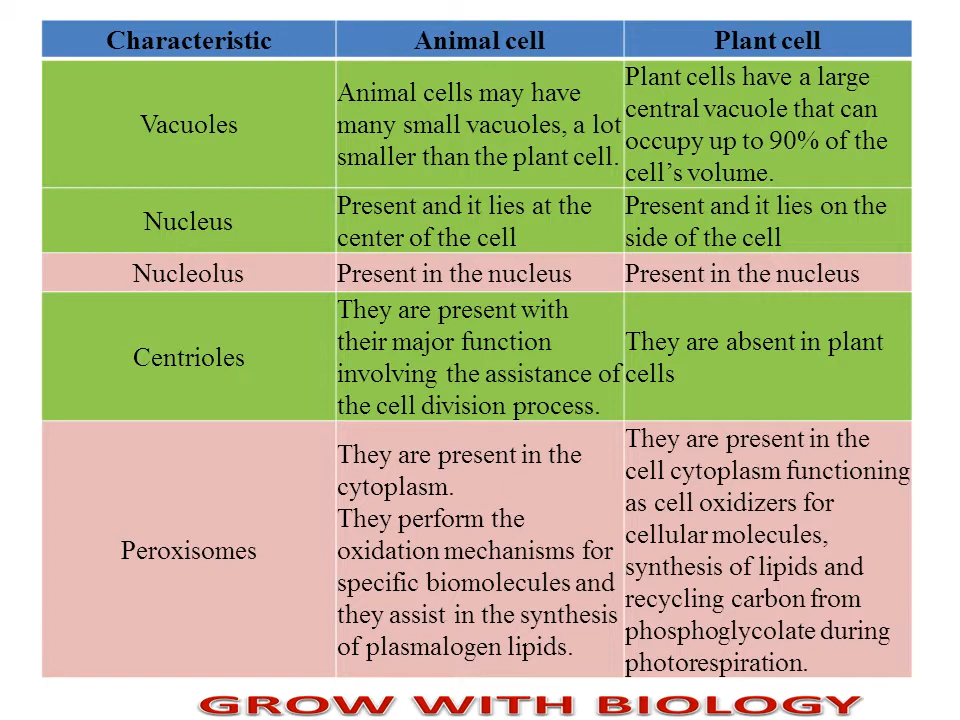 Characteristic
Animal cell
Plant cell
Vacuoles
Animal cells may have
many small vacuoles, a lot
smaller than the plant cell.
Plant cells have a large
central vacuole that can
occupy up to 90% of the
cell’s volume.
Nucleus
Present and it lies at the
center of the cell
Present and it lies on the
side of the cell
Nucleolus
Present in the nucleus
Present in the nucleus
Centrioles
They are present with
their major function
involving the assistance of
the cell division process.
They are absent in plant
cells
Peroxisomes
They are present in the
cytoplasm.
They perform the
oxidation mechanisms for
specific biomolecules and
they assist in the synthesis
of plasmalogen lipids.
They are present in the
cell cytoplasm functioning
as cell oxidizers for
cellular molecules,
synthesis of lipids and
recycling carbon from
phosphoglycolate during
photorespiration.
GROW WITH BIOLOGY